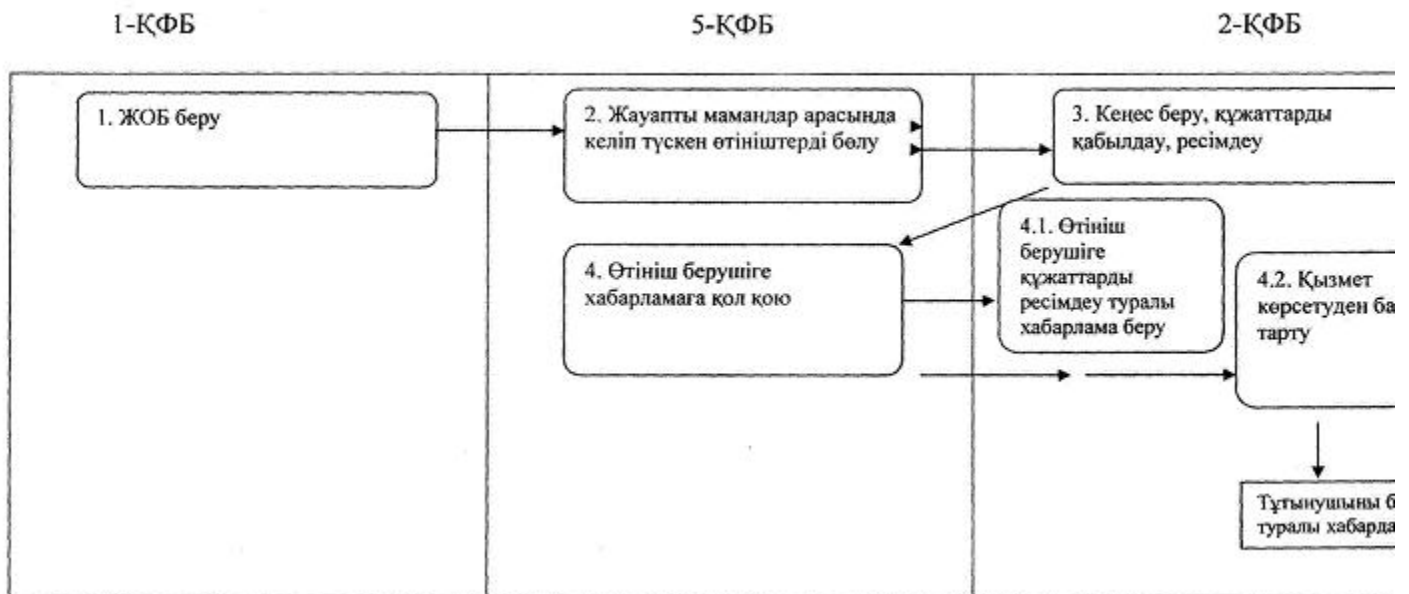 1-ҚФБ 5-ҚФБ 2-ҚФБ
1. ЖОБ беру
2. Жауапты мамандар арасында
келіп түскен өтініштерді бөлу
3. Кеңес беру, құжаттарды
қабылдау, ресімдеу
4. Өтініш берушіге
хабарламаға қол қою
4.1. Өтініш
берушіге
құжаттарды
ресімдеу туралы
хабарлама беру
4.2. Қызмет
көрсетуден
тарту
Тұтынушыны
туралы